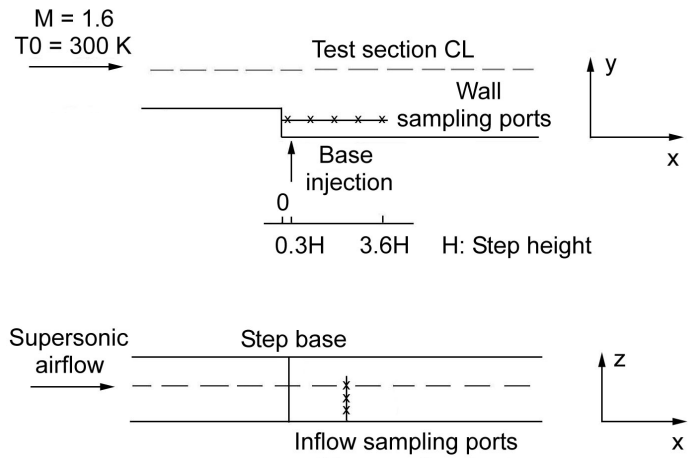 M = 1.6
T0 = 300 K
Test section CL
y
Wall
sampling ports
x
Base
injection
0
0.3H
3.6H
H: Step height
Supersonic
airflow
Step base
z
Inflow sampling ports
x